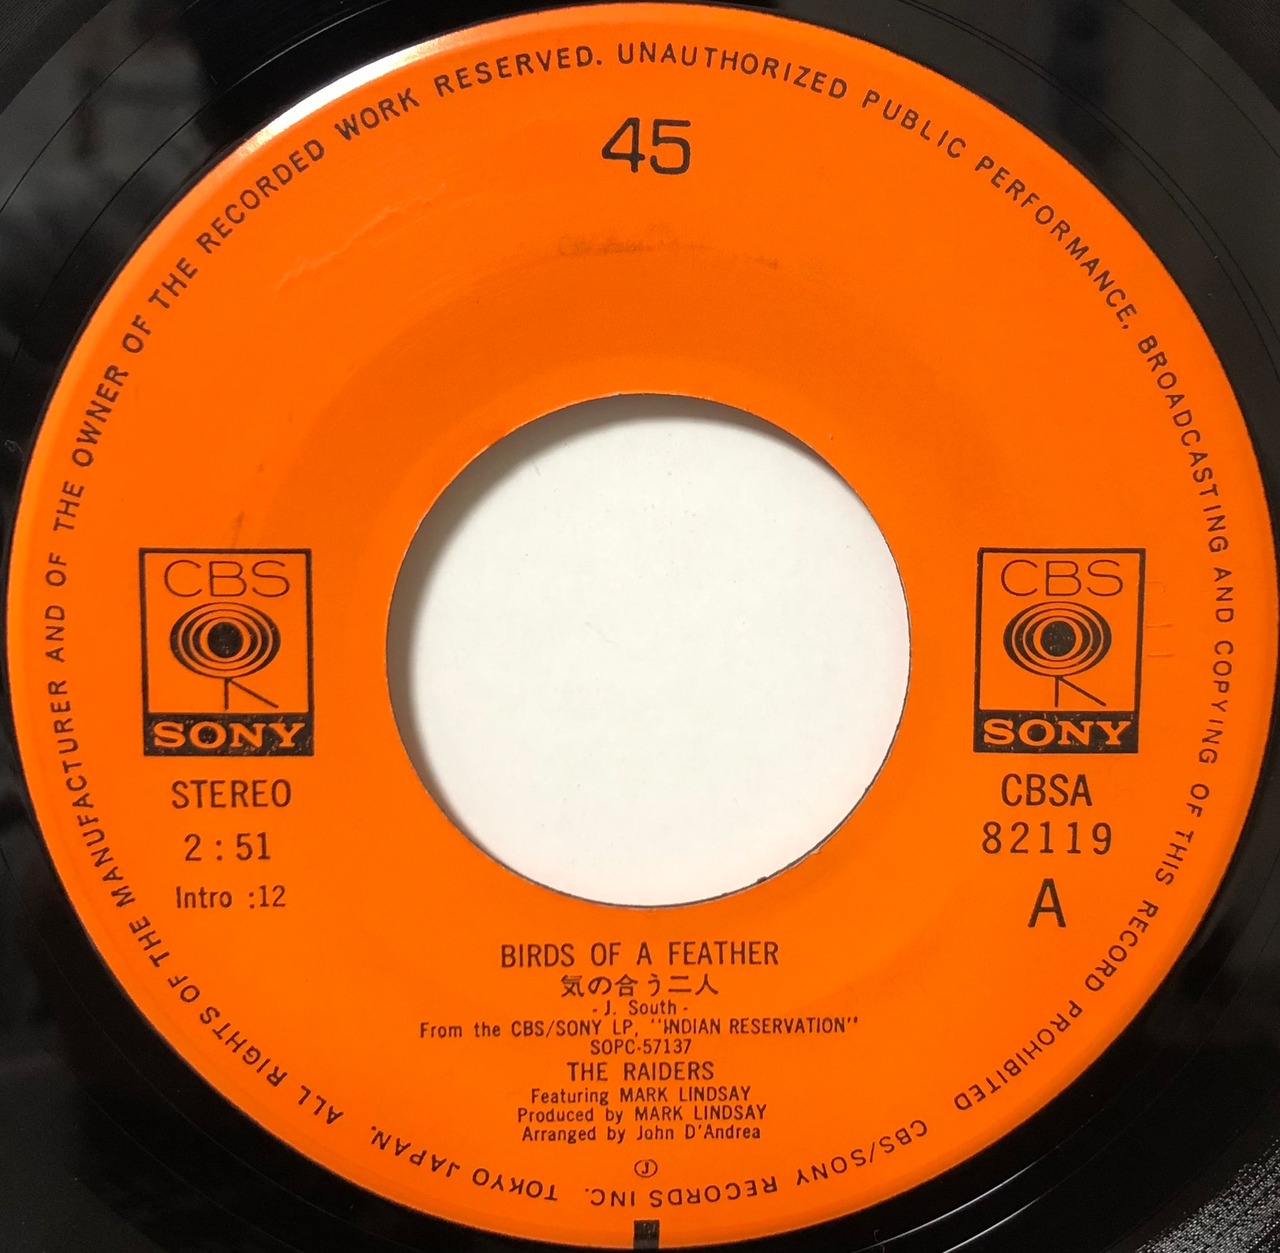 ALL RIGHTS OF THE MANUFACTURER AND OF THE OWNER OF THE RECORDED WORK RESERVED. UNAUTHORIZED PUBLIC PERFORMANCE, BROADCASTING AND COPYING OF THIS RECORD PROHIBITED
CBS/SONY RECORDS INC. TOKYO JAPAN.
45
CBS
SONY
STEREO
2:51
Intro :12
CBS
SONY
CBSA
82119
A
BIRDS OF A FEATHER
気の合う二人
- J. South -
From the CBS/SONY LP, "INDIAN RESERVATION"
SOPC-57137
THE RAIDERS
Featuring MARK LINDSAY
Produced by MARK LINDSAY
Arranged by John D'Andrea
Ⓙ